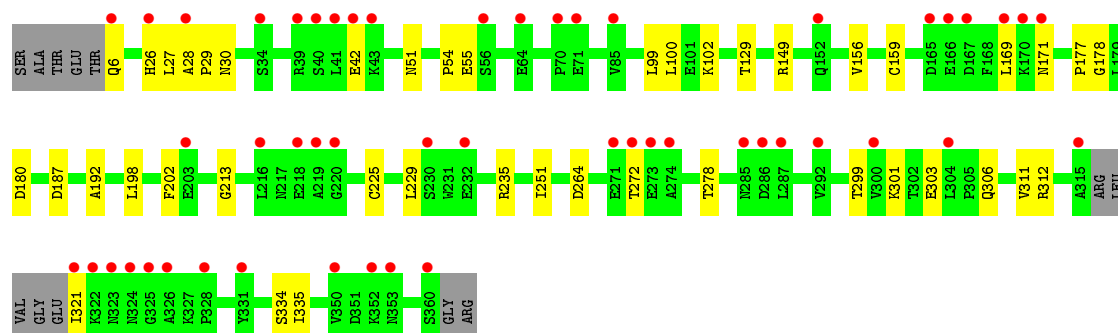 SER ALA THR GLU THR Q6 H26 L27 A28 P29 N30 S34 R39 S40 L41 E42 K43 N51 P54 E55 S56 E64 P70 E71 V85 L99 L100 E101 K102 T129 R149 Q152 V156 C159 D165 E166 D167 F168 L169 K170 N171 P177 G178
D180 D187 A192 L198 F202 E203 G213 L216 N217 E218 A219 G220 C225 L229 S230 W231 E232 R235 I251 D264 E271 T272 E273 A274 T278 N285 D286 L287 V292 T299 V300 K301 T302 E303 L304 P305 Q306 V311 R312 A315 ARG LEU
VAL GLY GLU I321 K322 N323 N324 G325 A326 K327 P328 Y331 S334 I335 V350 D351 K352 N353 S360 GLY ARG